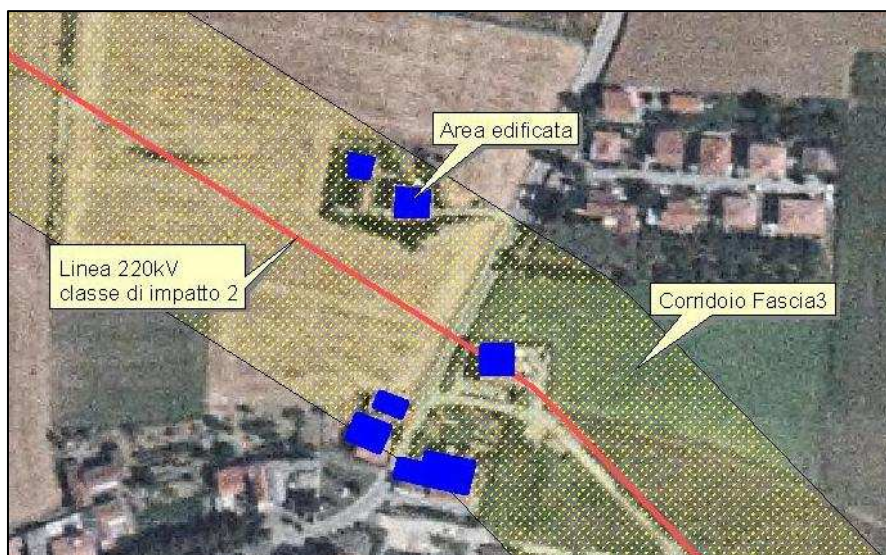 Area edificata
Linea 220kV
classe di impatto 2
Corridoio Fascia3